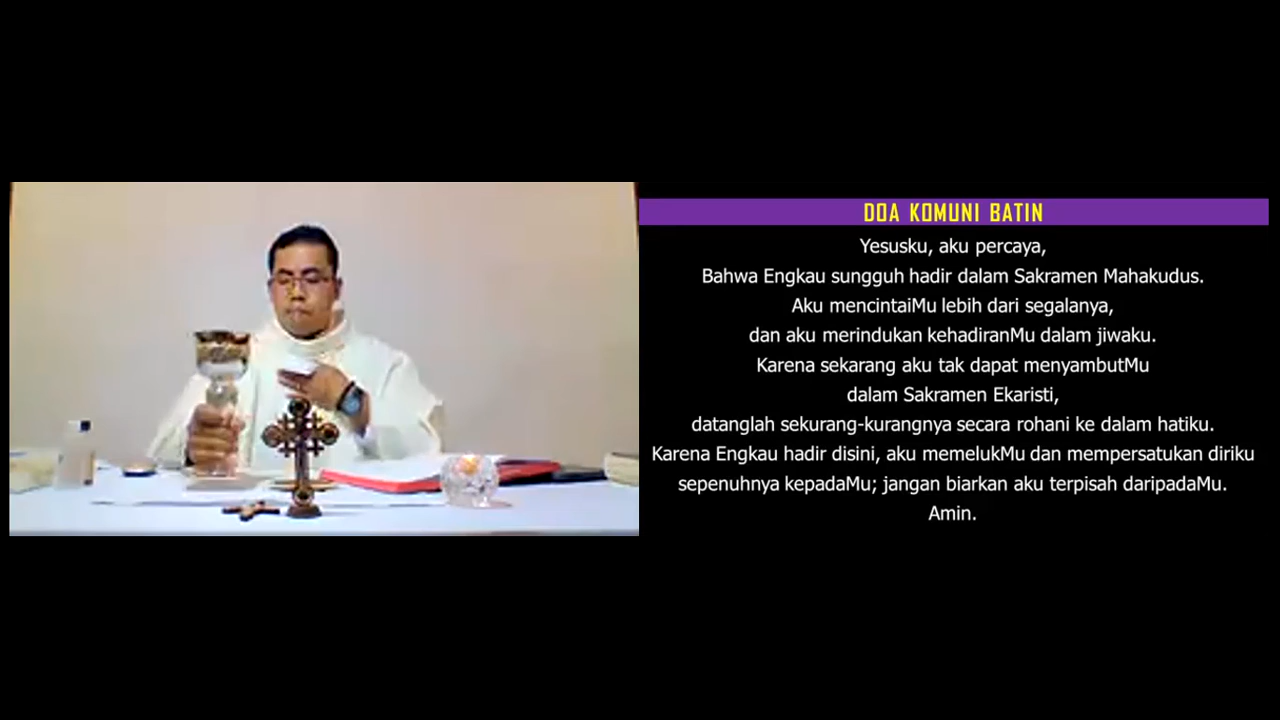 DOA KOMUNI BATIN
Yesusku, aku percaya,
Bahwa Engkau sungguh hadir dalam Sakramen Mahakudus.
Aku mencintaiMu lebih dari segalanya,
dan aku merindukan kehadiranMu dalam jiwaku.
Karena sekarang aku tak dapat menyambutMu
dalam Sakramen Ekaristi,
datanglah sekurang-kurangnya secara rohani ke dalam hatiku.
Karena Engkau hadir disini, aku memelukMu dan mempersatukan diriku
sepenuhnya kepadaMu; jangan biarkan aku terpisah daripadaMu.
Amin.